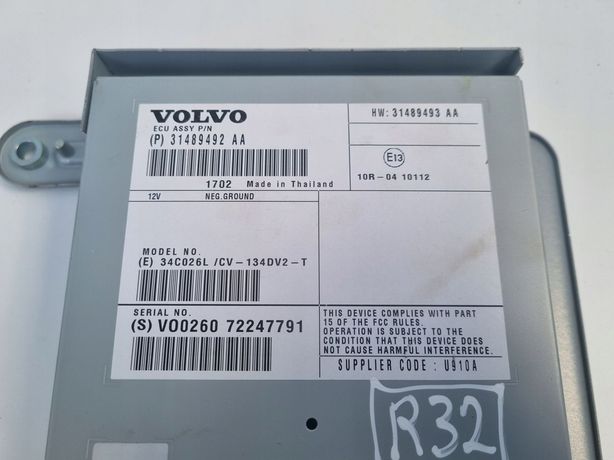 VOLVO
ECU ASSY P/N
(P) 31489492 AA
HW: 31489493 AA
E13
10R-04 10112
1702 Made in Thailand
12V NEG.GROUND
MODEL NO.
(E) 34C026L /CV-134DV2-T
SERIAL NO.
(S) VO0260 72247791
THIS DEVICE COMPLIES WITH PART
15 OF THE FCC RULES.
OPERATION IS SUBJECT TO THE
CONDITION THAT THIS DEVICE DOES
NOT CAUSE HARMFUL INTERFERENCE.
SUPPLIER CODE : U910A
R32